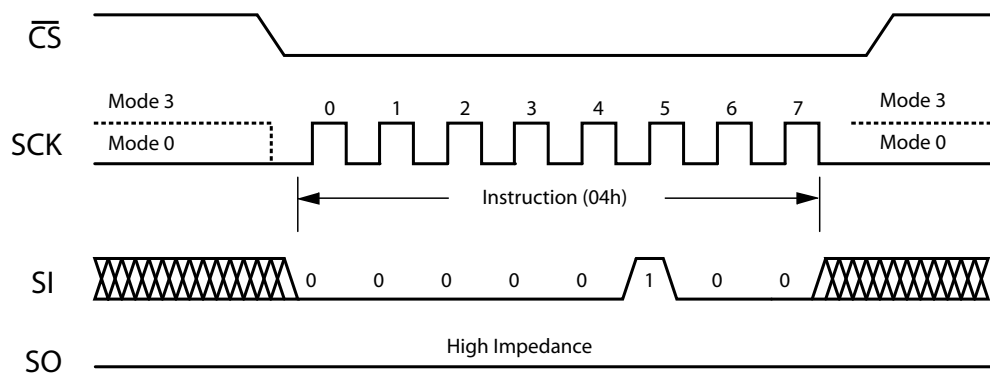 CS
Mode 3
0 1 2 3 4 5 6 7
Mode 3
SCK
Mode 0
Mode 0
Instruction (04h)
SI
0 0 0 0 0 1 0 0
High Impedance
SO